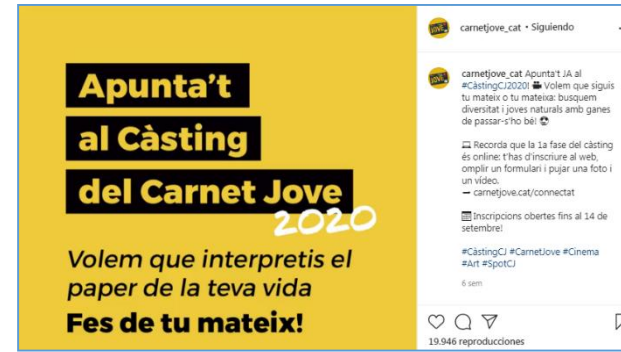 Apunta't
al Càsting
del Carnet Jove
2020
Volem que interpretis el
paper de la teva vida
Fes de tu mateix!
carnetjove_cat • Siguiendo
carnetjove_cat Apunta't JA al
#CàstingCJ2020! 🎥 Volem que siguis
tu mateix o tu mateixa: busquem
diversitat i joves naturals amb ganes
de passar-s'ho bé!
💻 Recorda que la 1a fase del càsting
és online: t'has d'inscriure al web,
omplir un formulari i pujar una foto i
un vídeo.
→ carnetjove.cat/connectat
📅 Inscripcions obertes fins al 14 de
setembre!
#CàstingCJ #CarnetJove #Cinema
#Art #SpotCJ
6 sem
19.946 reproducciones